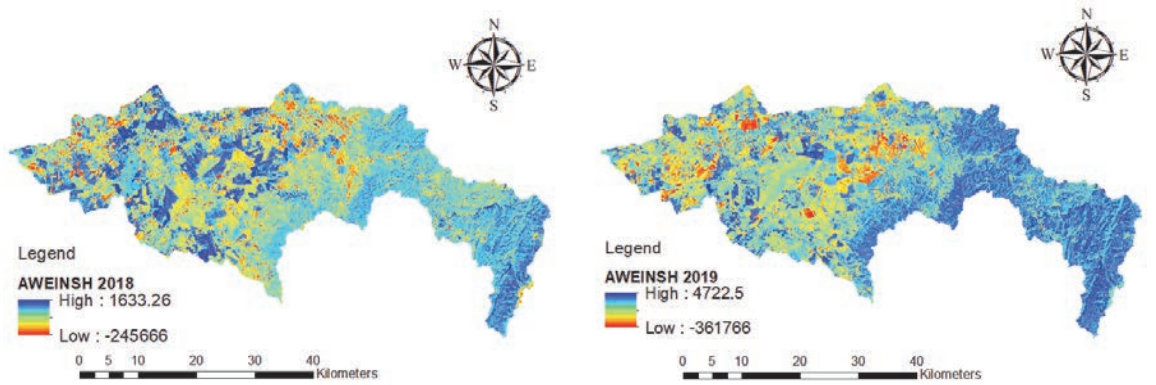 N
W E
S
Legend
AWEINSH 2018
High : 1633.26
Low : -245666
0 5 10 20 30 40
Kilometers
N
W E
S
Legend
AWEINSH 2019
High : 4722.5
Low : -361766
0 5 10 20 30 40
Kilometers